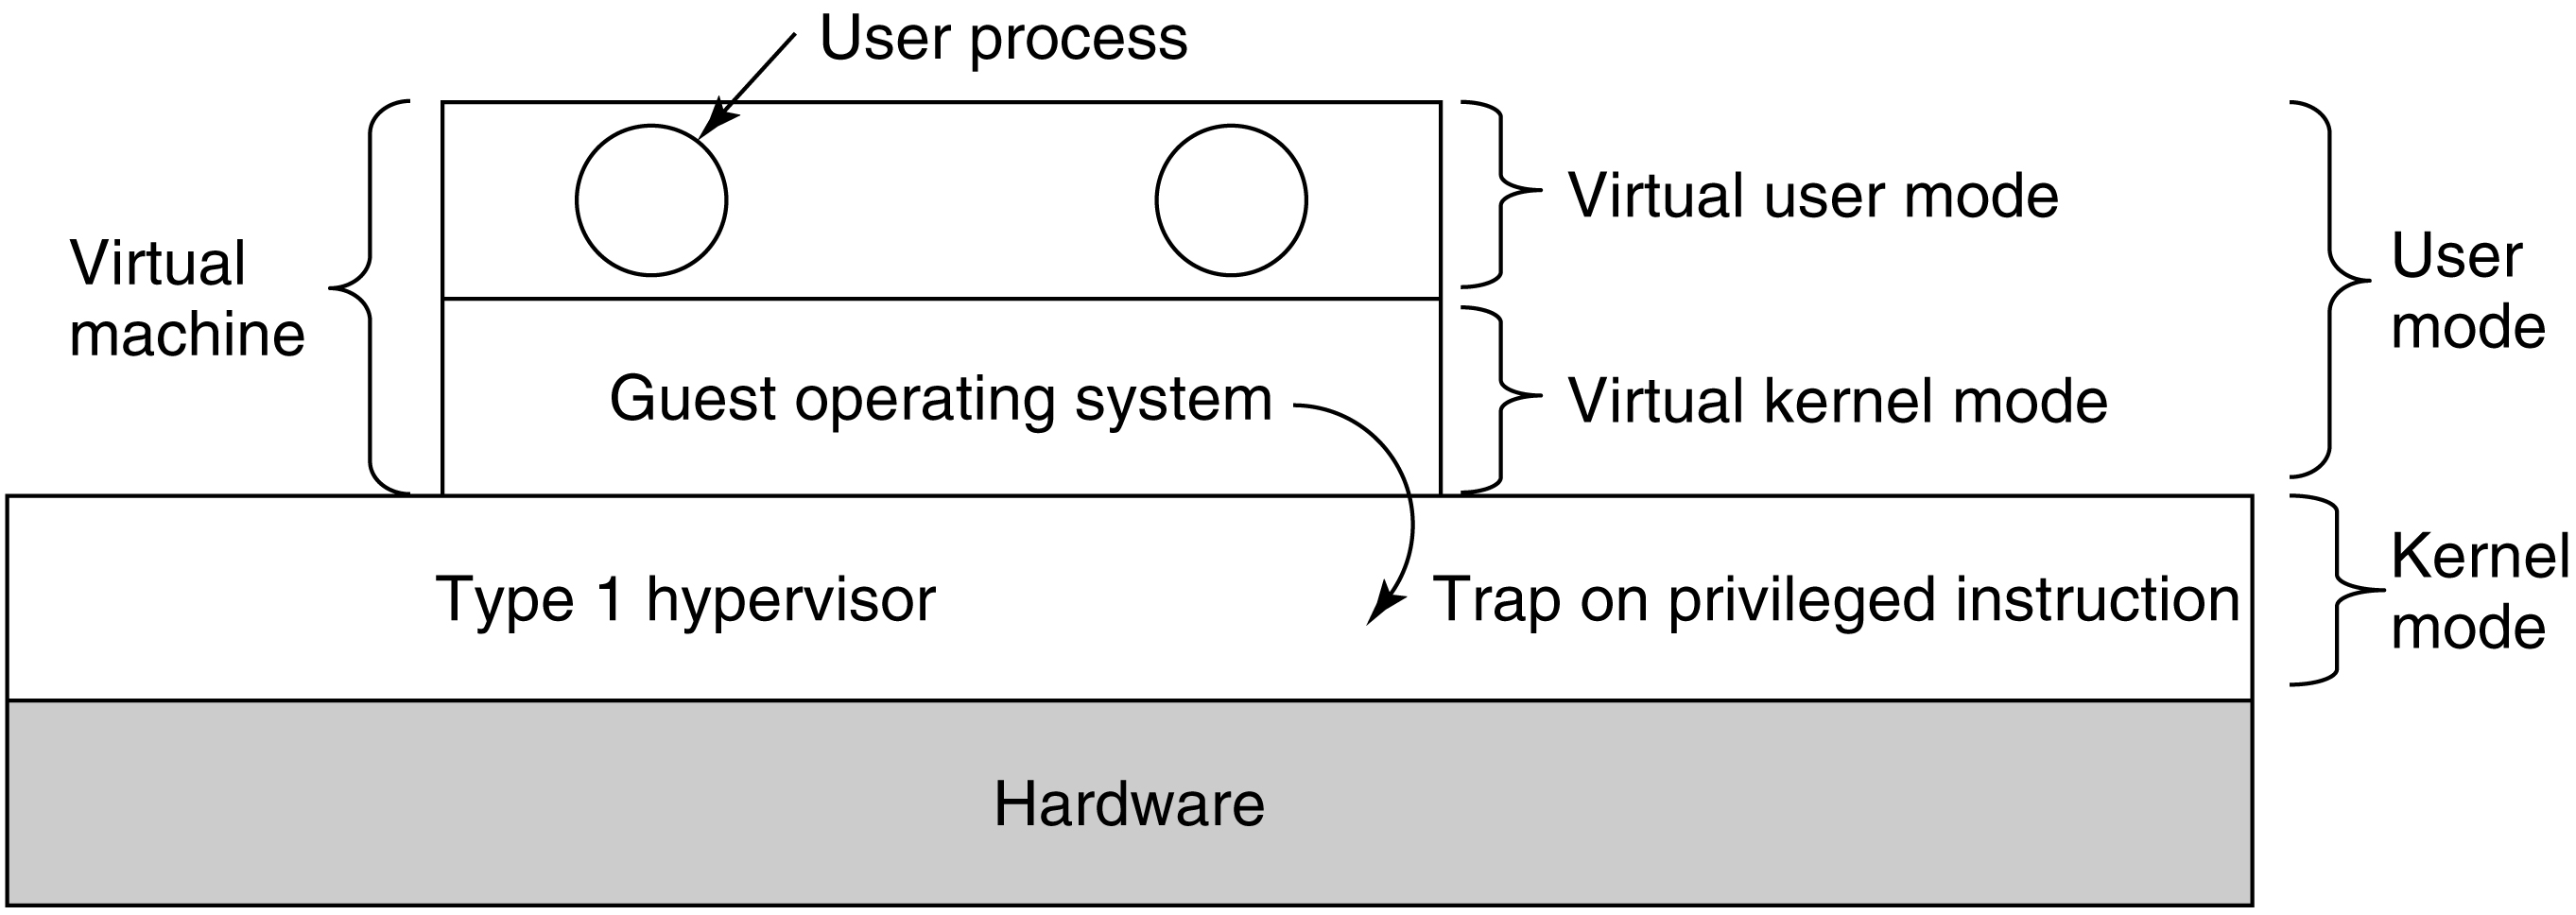 User process
Virtual
machine
Virtual user mode
User
mode
Guest operating system
Virtual kernel mode
Type 1 hypervisor
Trap on privileged instruction
Kernel
mode
Hardware